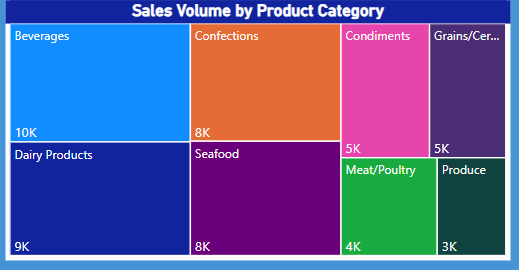 Sales Volume by Product Category
Beverages
10K
Confections
8K
Condiments
5K
Grains/Cer...
5K
Dairy Products
9K
Seafood
8K
Meat/Poultry
4K
Produce
3K